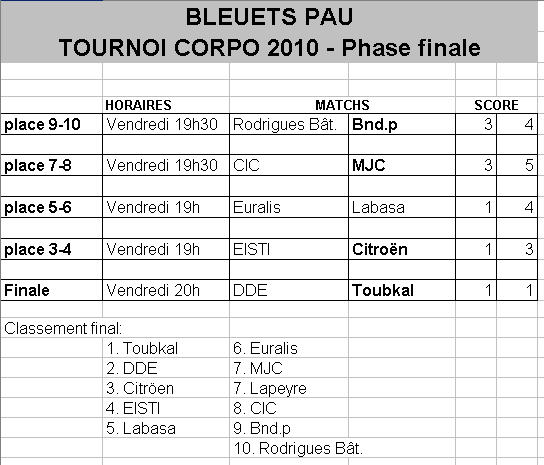 BLEUETS PAU
TOURNOI CORPO 2010 - Phase finale
HORAIRES MATCHS SCORE
place 9-10 Vendredi 19h30 Rodrigues Bât. Bnd.p 3 4
place 7-8 Vendredi 19h30 CIC MJC 3 5
place 5-6 Vendredi 19h Euralis Labasa 1 4
place 3-4 Vendredi 19h EISTI Citroën 1 3
Finale Vendredi 20h DDE Toubkal 1 1
Classement final:
1. Toubkal 6. Euralis
2. DDE 7. MJC
3. Citröen 7. Lapeyre
4. EISTI 8. CIC
5. Labasa 9. Bnd.p
10. Rodrigues Bât.